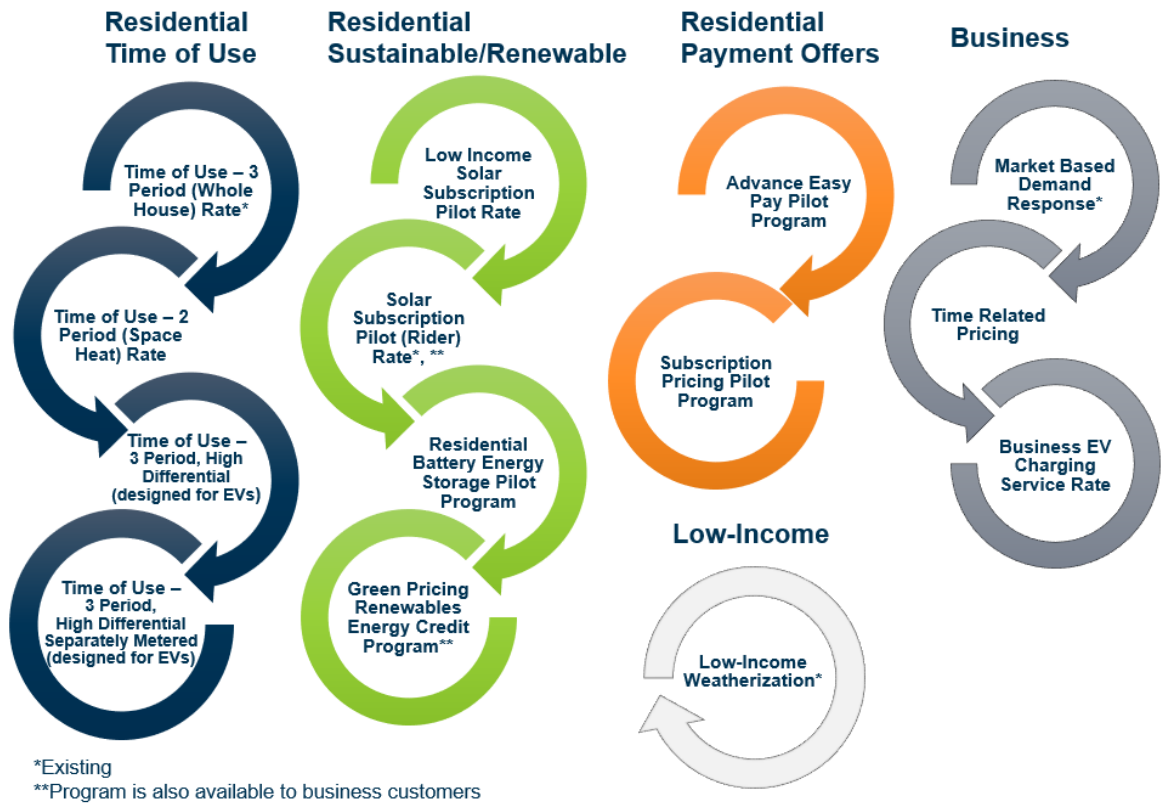 Residential
Time of Use
Time of Use – 3
Period (Whole
House) Rate*
Time of Use – 2
Period (Space
Heat) Rate
Time of Use –
3 Period, High
Differential
(designed for EVs)
Time of Use –
3 Period,
High Differential
Separately Metered
(designed for EVs)
Residential
Sustainable/Renewable
Low Income
Solar
Subscription
Pilot Rate
Solar
Subscription
Pilot (Rider)
Rate*, **
Residential
Battery Energy
Storage Pilot
Program
Green Pricing
Renewables
Energy Credit
Program**
Residential
Payment Offers
Advance Easy
Pay Pilot
Program
Subscription
Pricing Pilot
Program
Low-Income
Low-Income
Weatherization*
Business
Market Based
Demand
Response*
Time Related
Pricing
Business EV
Charging
Service Rate
*Existing
**Program is also available to business customers